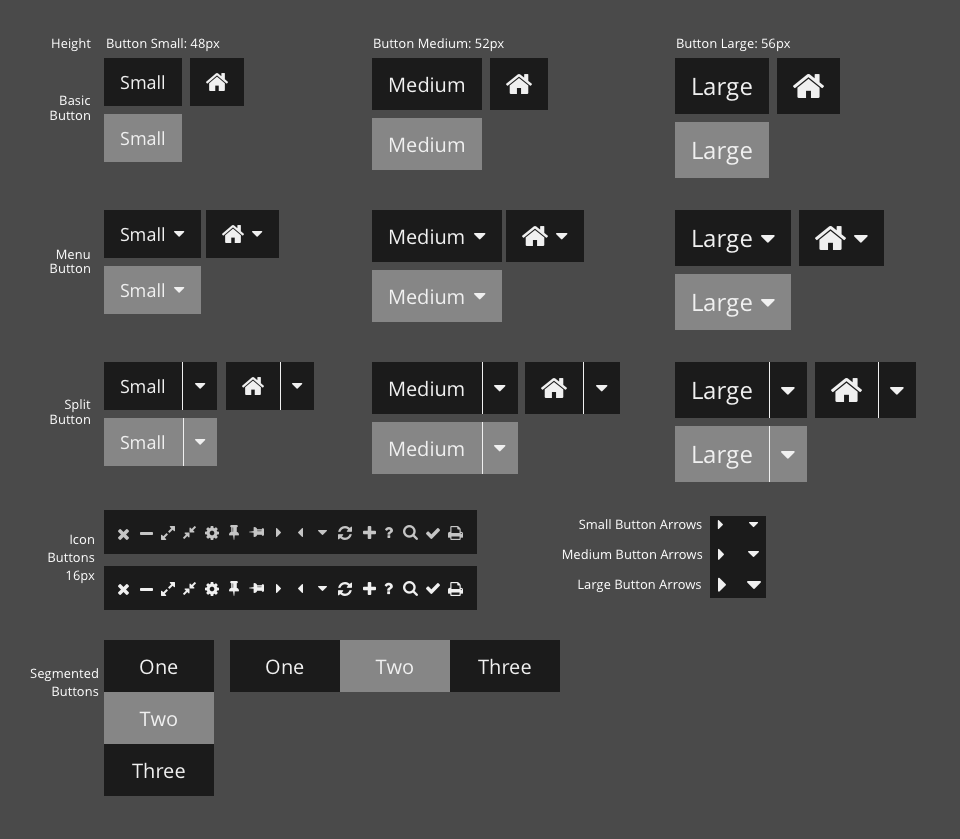 Height Button Small: 48px Button Medium: 52px Button Large: 56px
Basic
Button
Small Medium Large
Small Medium Large
Menu
Button
Small Medium Large
Small Medium Large
Split
Button
Small Medium Large
Small Medium Large
Icon
Buttons
16px
?
?
Small Button Arrows
Medium Button Arrows
Large Button Arrows
Segmented
Buttons
One One Two Three
Two
Three